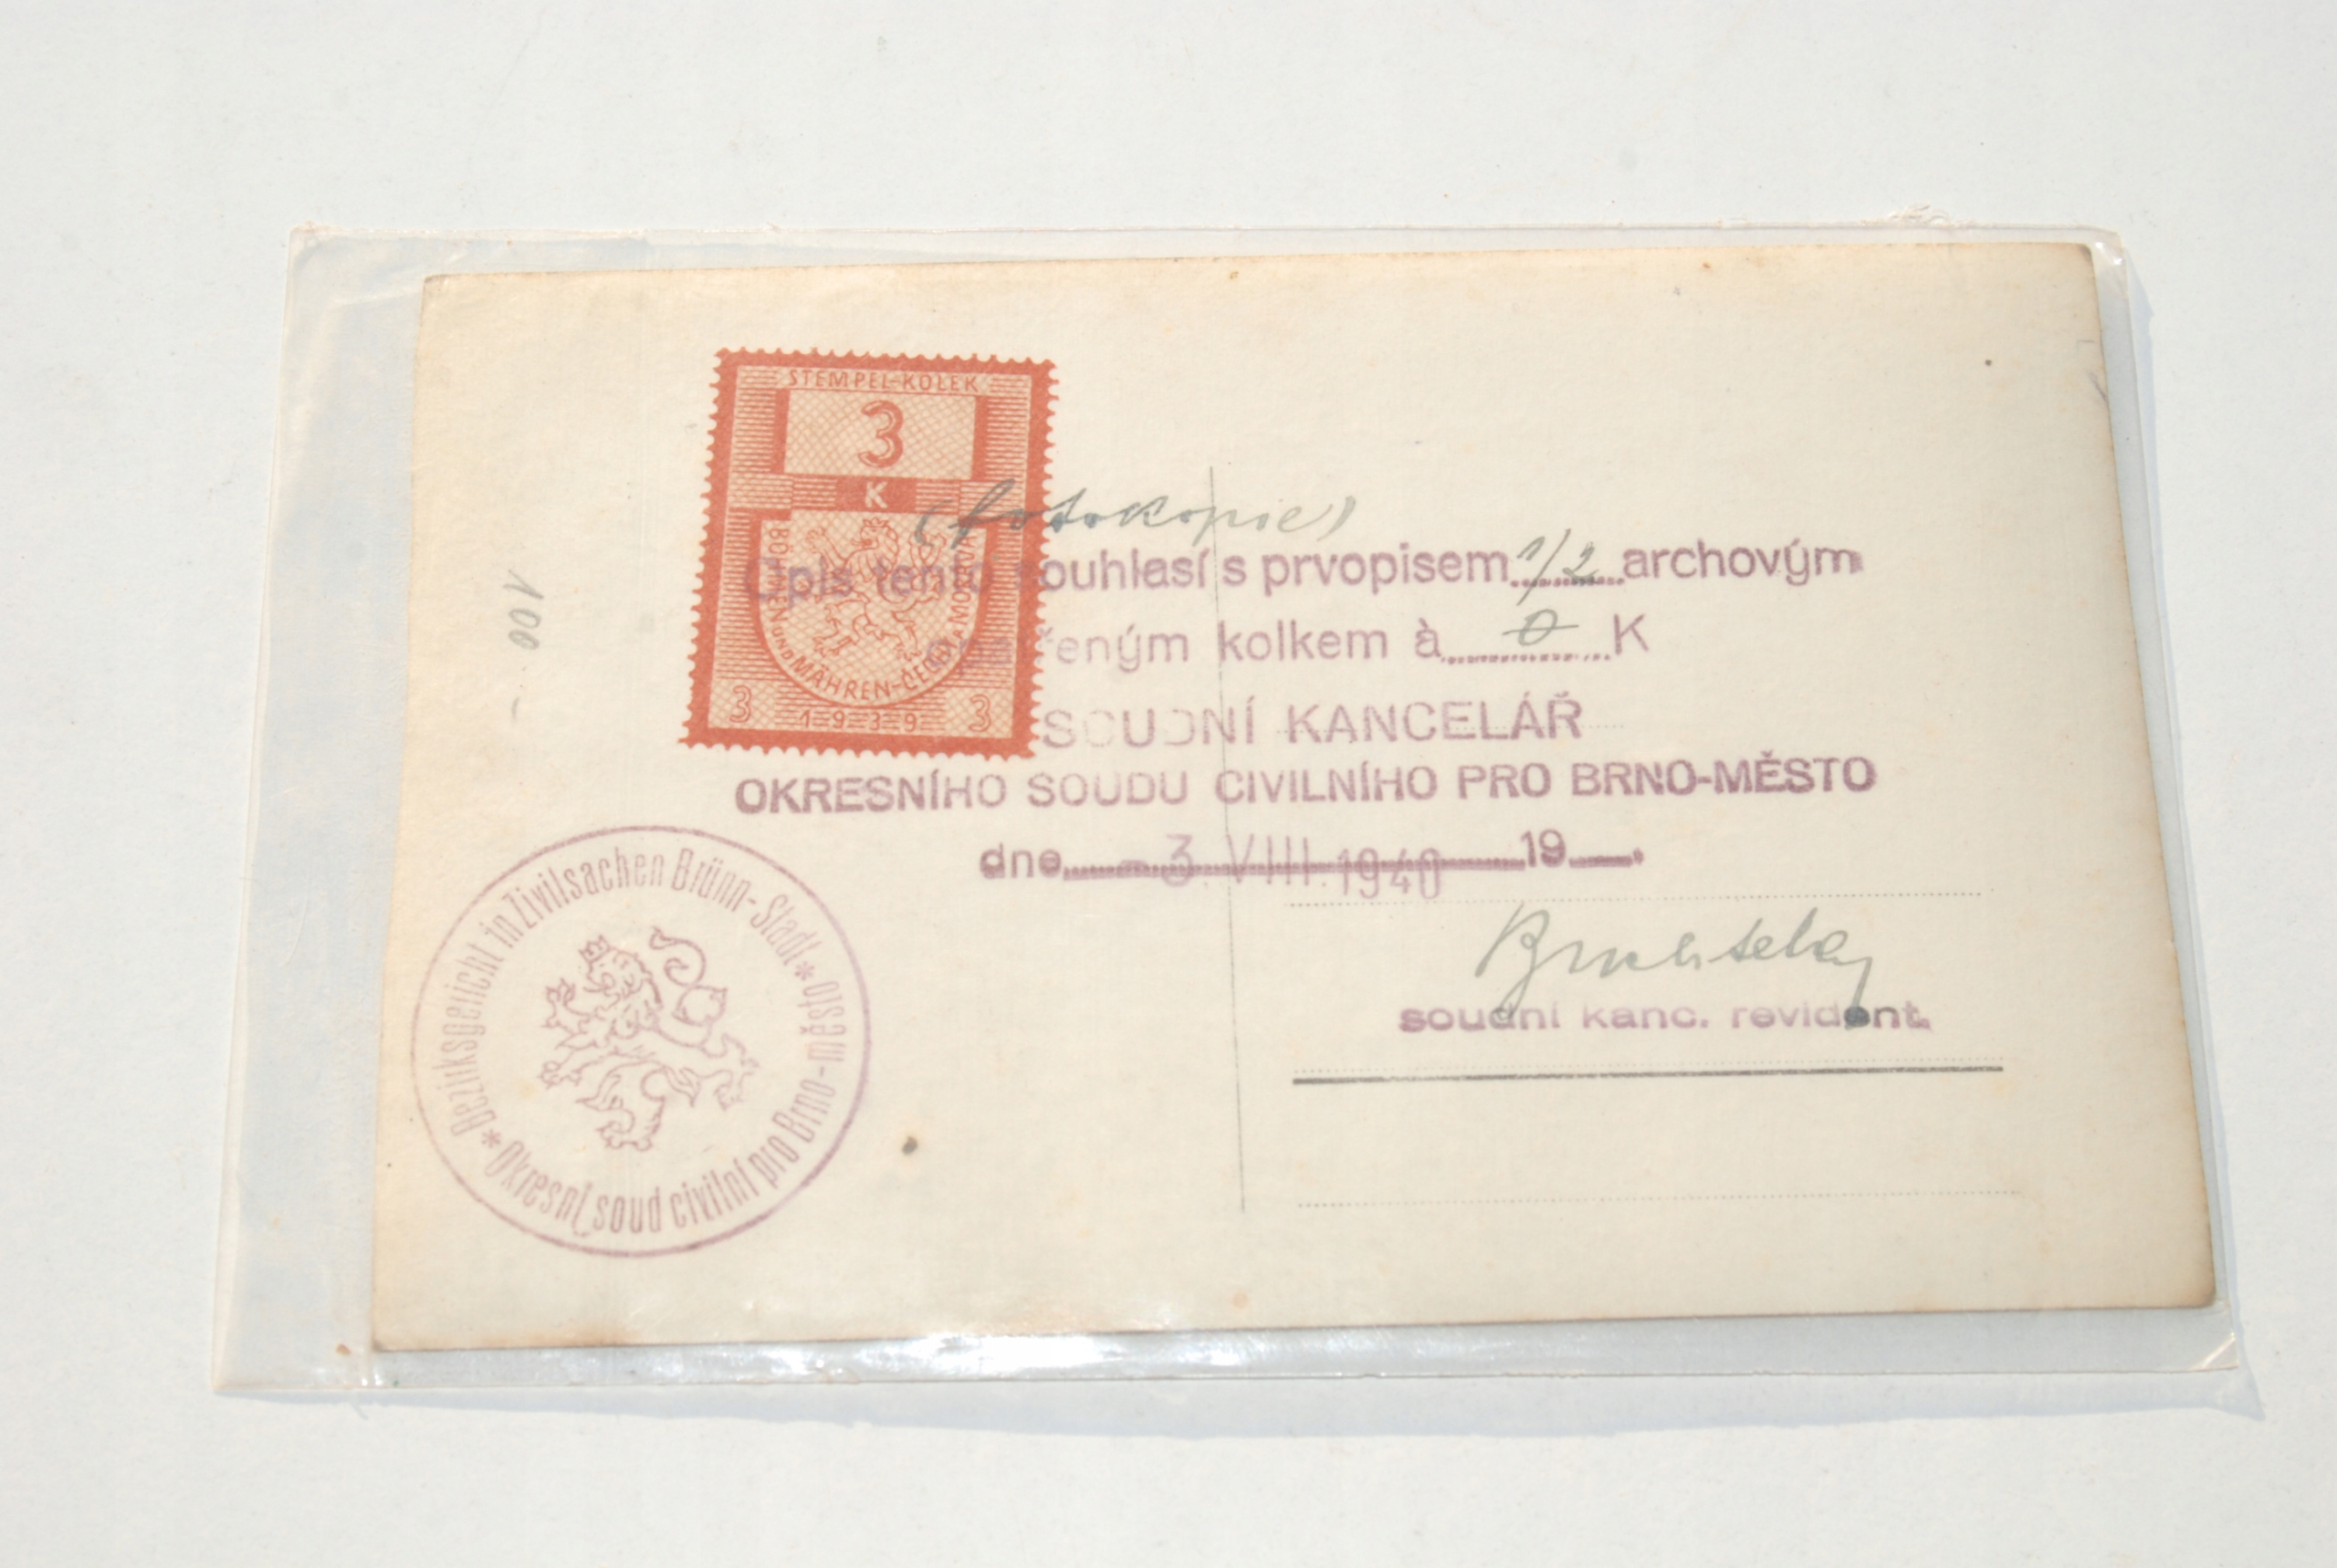 STEMPEL-KOLEK
3
K
BÖHMEN UND MÄHREN-ČECHY A MORAVA
3 1939 3
(fotokopie)
Opis tento souhlasí s prvopisem 1/2 archovým
opatřeným kolkem à 0 K
SOUDNÍ KANCELÁŘ
OKRESNÍHO SOUDU CIVILNÍHO PRO BRNO-MĚSTO
dne -3. VIII. 1940 19
soudní kanc. revident.
Bezirksgericht in Zivilsachen Brünn-Stadt *
Okresní soud civilní pro Brno-město *
100 -